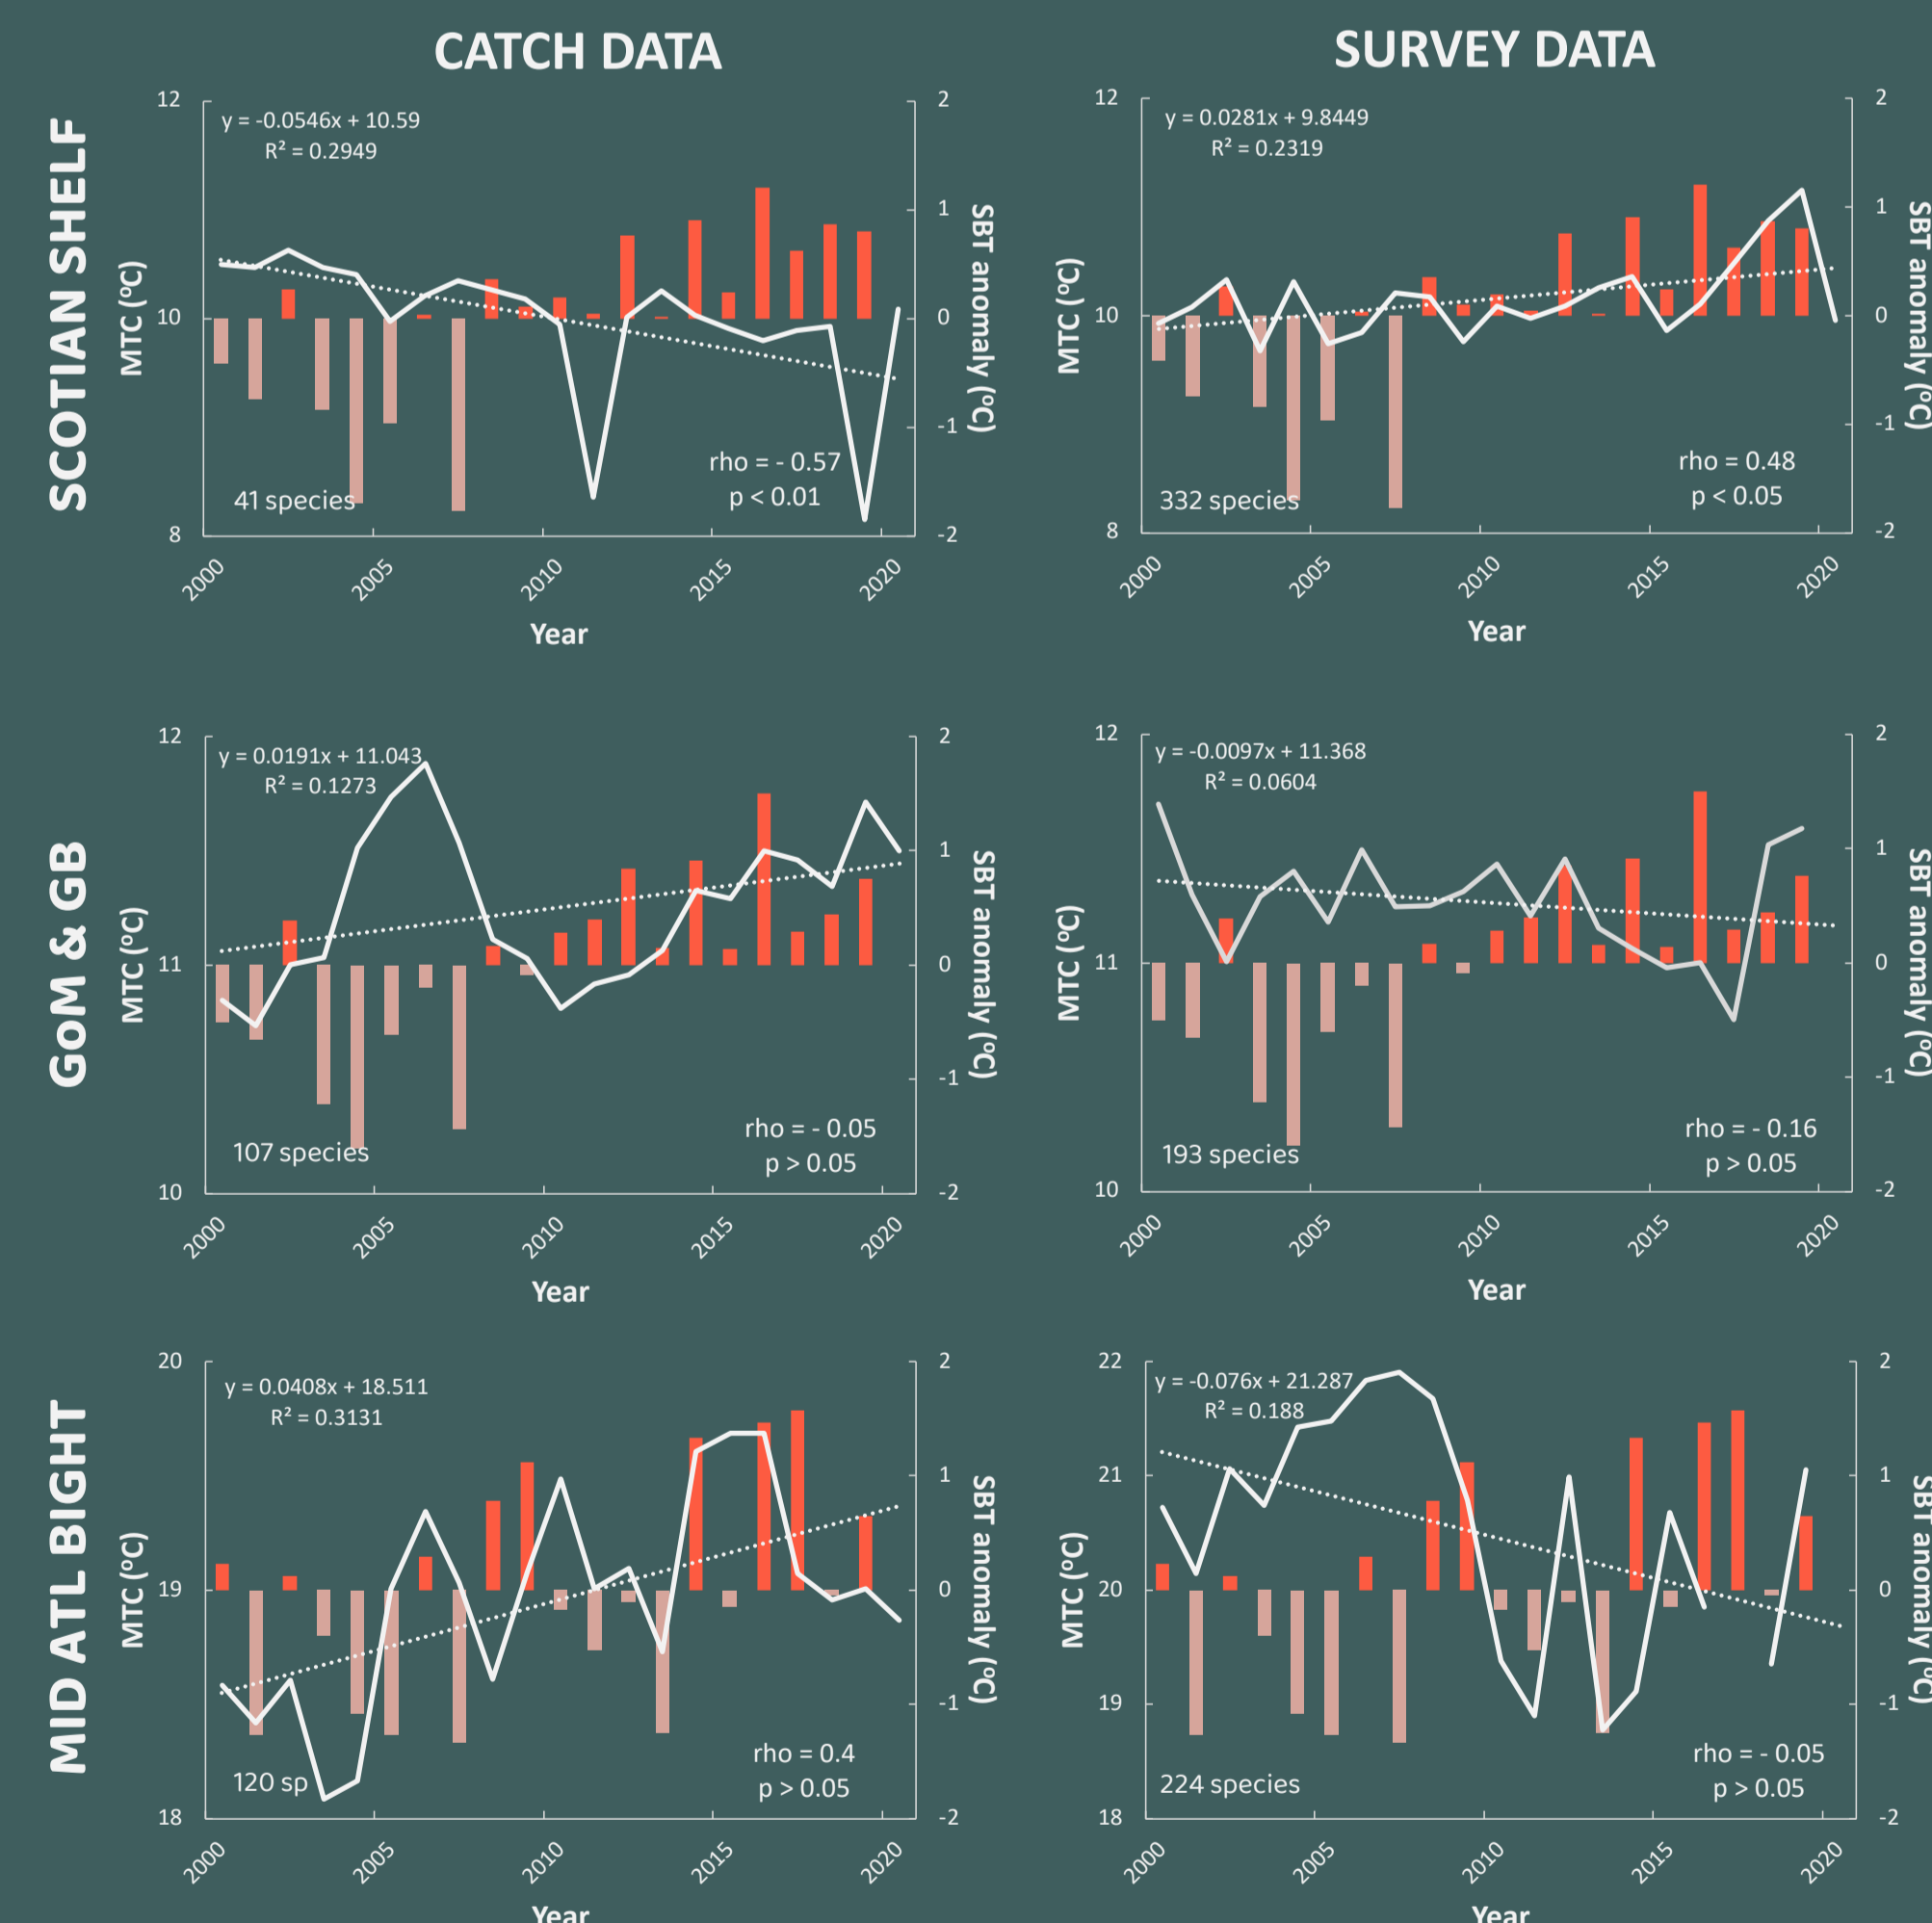 CATCH DATA
SURVEY DATA
SCOTIAN SHELF
12
10
8
MTC (ºC)
y = -0.0546x + 10.59
R² = 0.2949
41 species
rho = - 0.57
p < 0.01
2
1
0
-1
-2
SBT anomaly (ºC)
2000
2005
2010
2015
2020
Year
12
10
8
MTC (ºC)
y = 0.0281x + 9.8449
R² = 0.2319
332 species
rho = 0.48
p < 0.05
2
1
0
-1
-2
SBT anomaly (ºC)
2000
2005
2010
2015
2020
Year
GoM & GB
12
11
10
MTC (ºC)
y = 0.0191x + 11.043
R² = 0.1273
107 species
rho = - 0.05
p > 0.05
2
1
0
-1
-2
SBT anomaly (ºC)
2000
2005
2010
2015
2020
Year
12
11
10
MTC (ºC)
y = -0.0097x + 11.368
R² = 0.0604
193 species
rho = - 0.16
p > 0.05
2
1
0
-1
-2
SBT anomaly (ºC)
2000
2005
2010
2015
2020
Year
MID ATL BIGHT
20
19
18
MTC (ºC)
y = 0.0408x + 18.511
R² = 0.3131
120 sp
rho = 0.4
p > 0.05
2
1
0
-1
-2
SBT anomaly (ºC)
2000
2005
2010
2015
2020
Year
22
21
20
19
18
MTC (ºC)
y = -0.076x + 21.287
R² = 0.188
224 species
rho = - 0.05
p > 0.05
2
1
0
-1
-2
SBT anomaly (ºC)
2000
2005
2010
2015
2020
Year